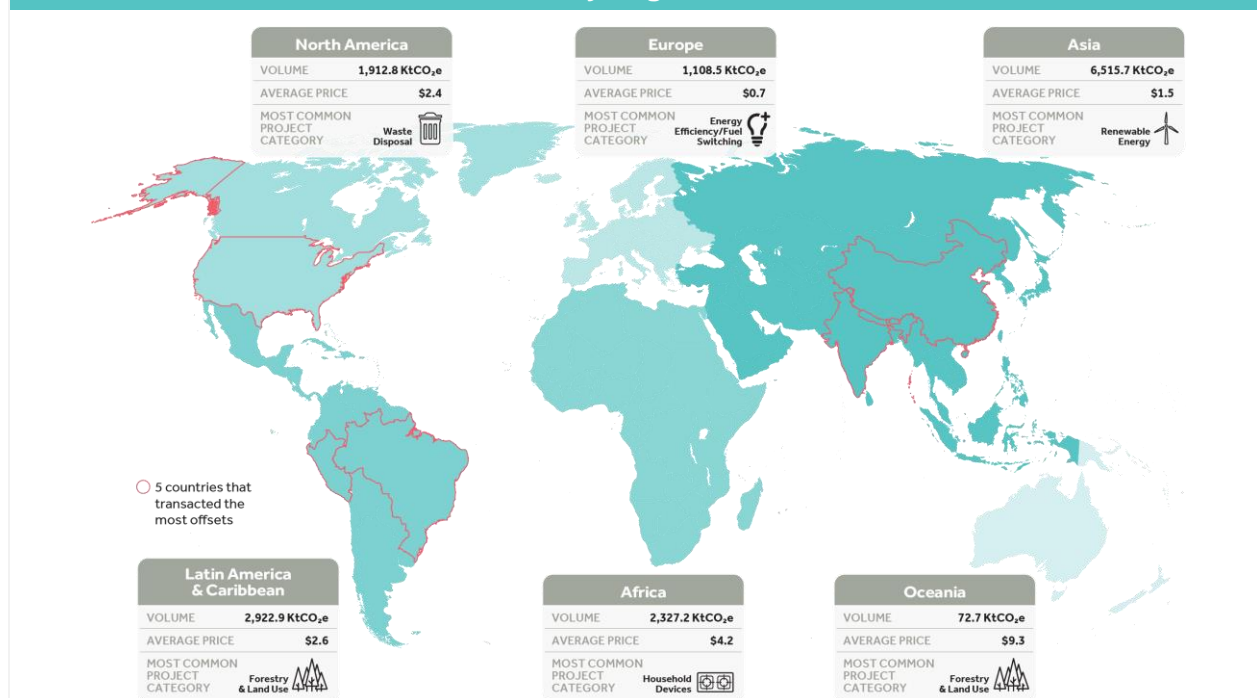 North America
VOLUME 1,912.8 KtCO₂e
AVERAGE PRICE $2.4
MOST COMMON
PROJECT
CATEGORY
Waste
Disposal
Europe
VOLUME 1,108.5 KtCO₂e
AVERAGE PRICE $0.7
MOST COMMON
PROJECT
CATEGORY
Energy
Efficiency/Fuel
Switching
Asia
VOLUME 6,515.7 KtCO₂e
AVERAGE PRICE $1.5
MOST COMMON
PROJECT
CATEGORY
Renewable
Energy
5 countries that
transacted the
most offsets
Latin America
& Caribbean
VOLUME 2,922.9 KtCO₂e
AVERAGE PRICE $2.6
MOST COMMON
PROJECT
CATEGORY
Forestry
& Land Use
Africa
VOLUME 2,327.2 KtCO₂e
AVERAGE PRICE $4.2
MOST COMMON
PROJECT
CATEGORY
Household
Devices
Oceania
VOLUME 72.7 KtCO₂e
AVERAGE PRICE $9.3
MOST COMMON
PROJECT
CATEGORY
Forestry
& Land Use